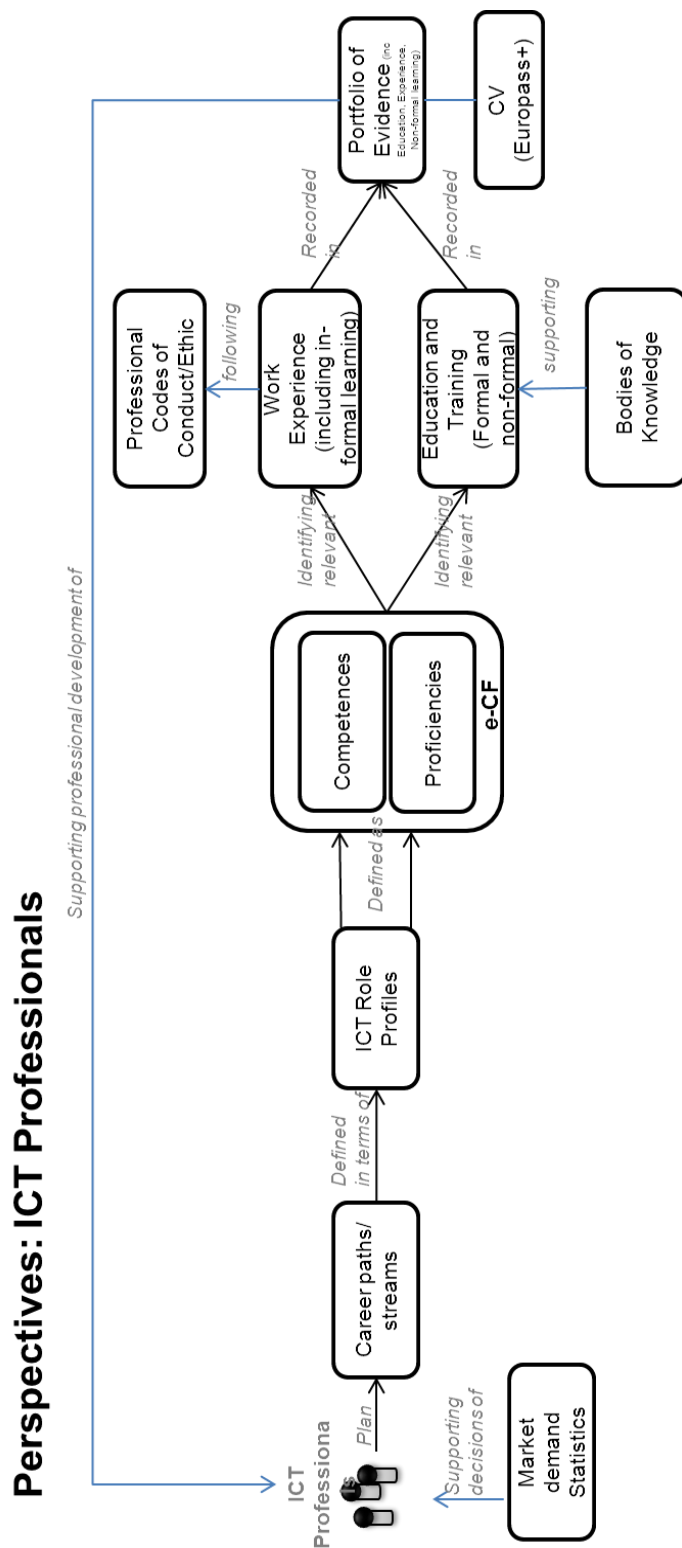 Perspectives: ICT Professionals
Supporting professional development of
ICT
Professiona
ls
Plan
Supporting
decisions of
Market
demand
Statistics
Career paths/
streams
Defined
in terms of
ICT Role
Profiles
Defined as
Competences
Proficiencies
e-CF
Identifying
relevant
Identifying
relevant
Professional
Codes of
Conduct/Ethic
following
Work
Experience
(including in-
formal learning)
Education and
Training
(Formal and
non-formal)
supporting
Bodies of
Knowledge
Recorded
in
Recorded
in
Portfolio of
Evidence (inc
Education, Experience,
Non-formal learning)
CV
(Europass+)